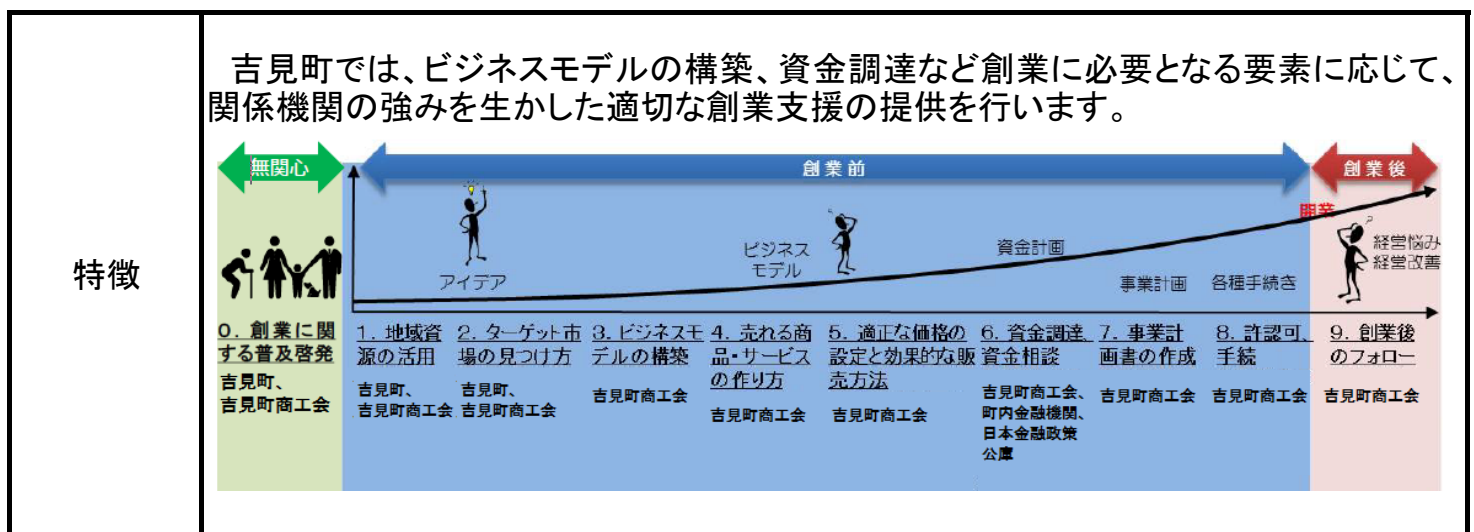 特徴
吉見町では、ビジネスモデルの構築、資金調達など創業に必要となる要素に応じて、
関係機関の強みを生かした適切な創業支援の提供を行います。
無関心
創業前
創業後
開業
アイデア
ビジネス
モデル
資金計画
事業計画
各種手続き
経営悩み
経営改善
0. 創業に関
する普及啓発
吉見町、
吉見町商工会
1. 地域資
源の活用
吉見町、
吉見町商工会
2. ターゲット市
場の見つけ方
吉見町、
吉見町商工会
3. ビジネスモ
デルの構築
吉見町商工会
4. 売れる商
品・サービス
の作り方
吉見町商工会
5. 適正な価格の
設定と効果的な販
売方法
吉見町商工会
6. 資金調達、
資金相談
吉見町商工会、
町内金融機関、
日本金融政策
公庫
7. 事業計
画書の作成
吉見町商工会
8. 許認可、
手続
吉見町商工会
9. 創業後
のフォロー
吉見町商工会